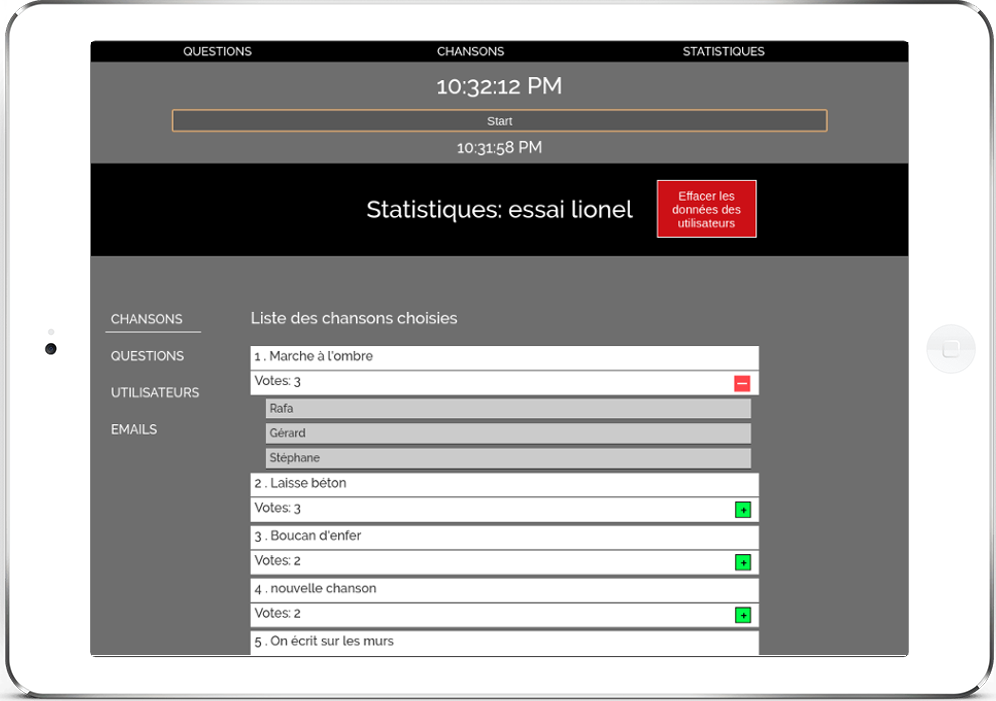 QUESTIONS CHANSONS STATISTIQUES
10:32:12 PM
Start
10:31:58 PM
Statistiques: essai lionel
Effacer les
données des
utilisateurs
CHANSONS
QUESTIONS
UTILISATEURS
EMAILS
Liste des chansons choisies
1 . Marche à l'ombre
Votes: 3
Rafa
Gérard
Stéphane
2 . Laisse béton
Votes: 3
+
3 . Boucan d'enfer
Votes: 2
+
4 . nouvelle chanson
Votes: 2
+
5 . On écrit sur les murs